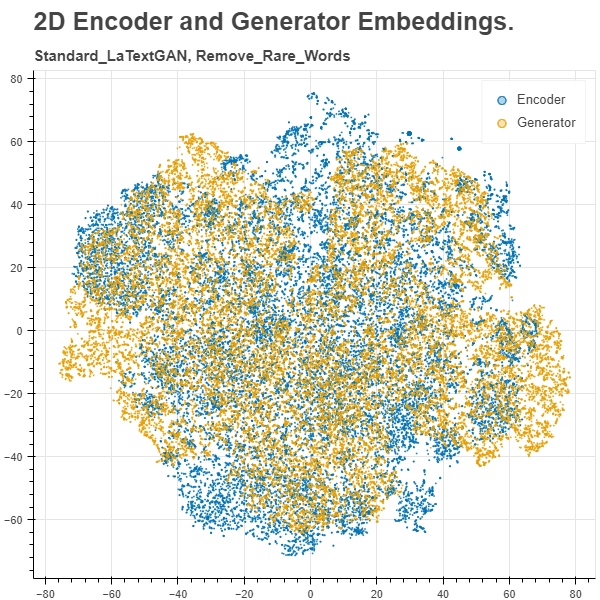 2D Encoder and Generator Embeddings.
Standard_LaTextGAN, Remove_Rare_Words
Encoder
Generator
80
60
40
20
0
−20
−40
−60
−80 −60 −40 −20 0 20 40 60 80